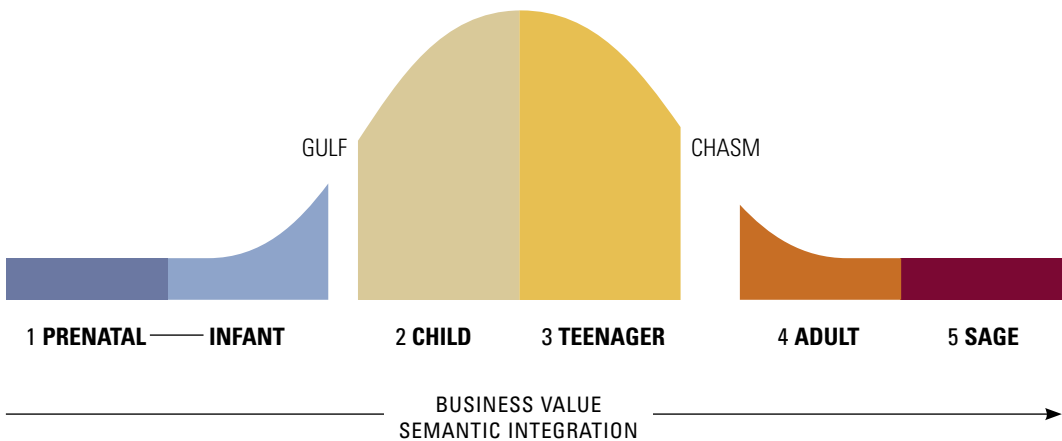 GULF
CHASM
1 PRENATAL —— INFANT 2 CHILD 3 TEENAGER 4 ADULT 5 SAGE
BUSINESS VALUE
SEMANTIC INTEGRATION